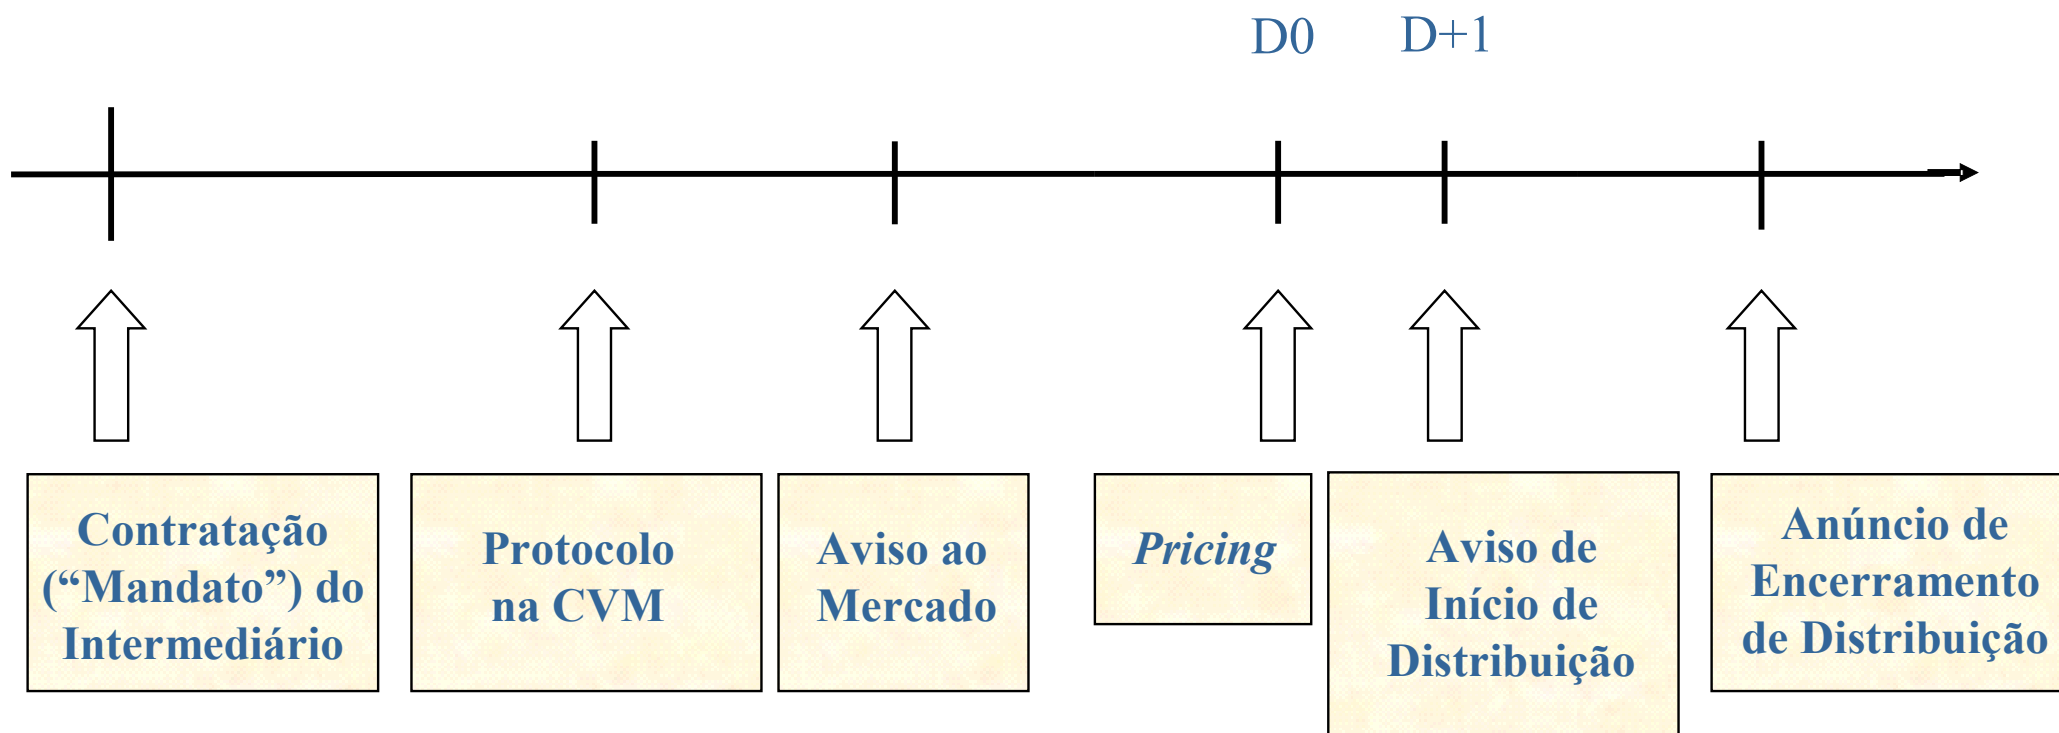 D0 D+1
Contratação
(“Mandato”) do
Intermediário
Protocolo
na CVM
Aviso ao
Mercado
Pricing
Aviso de
Início de
Distribuição
Anúncio de
Encerramento
de Distribuição